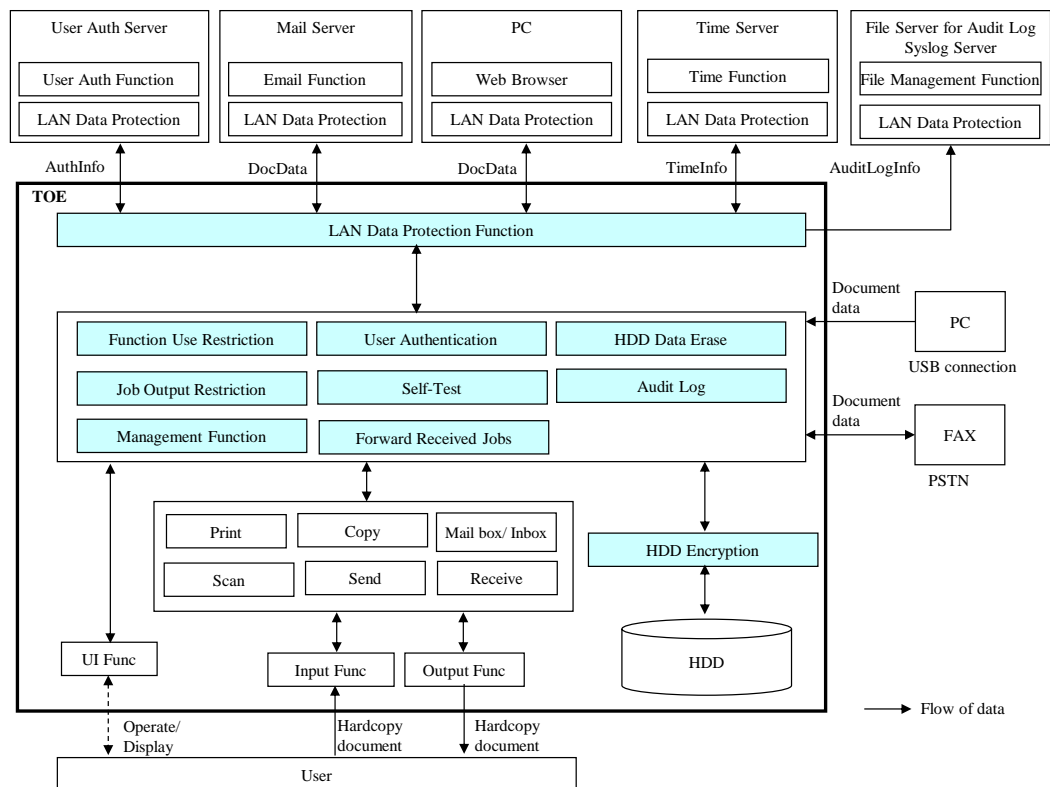 User Auth Server
Mail Server
PC
Time Server
File Server for Audit Log
Syslog Server
User Auth Function
Email Function
Web Browser
Time Function
File Management Function
LAN Data Protection
LAN Data Protection
LAN Data Protection
LAN Data Protection
LAN Data Protection
AuthInfo
DocData
DocData
TimeInfo
AuditLogInfo
TOE
LAN Data Protection Function
Function Use Restriction
User Authentication
HDD Data Erase
Job Output Restriction
Self-Test
Audit Log
Management Function
Forward Received Jobs
Document
data
PC
USB connection
Document
data
FAX
PSTN
Print
Copy
Mail box/ Inbox
Scan
Send
Receive
HDD Encryption
HDD
UI Func
Input Func
Output Func
Flow of data
Operate/
Display
Hardcopy
document
Hardcopy
document
User